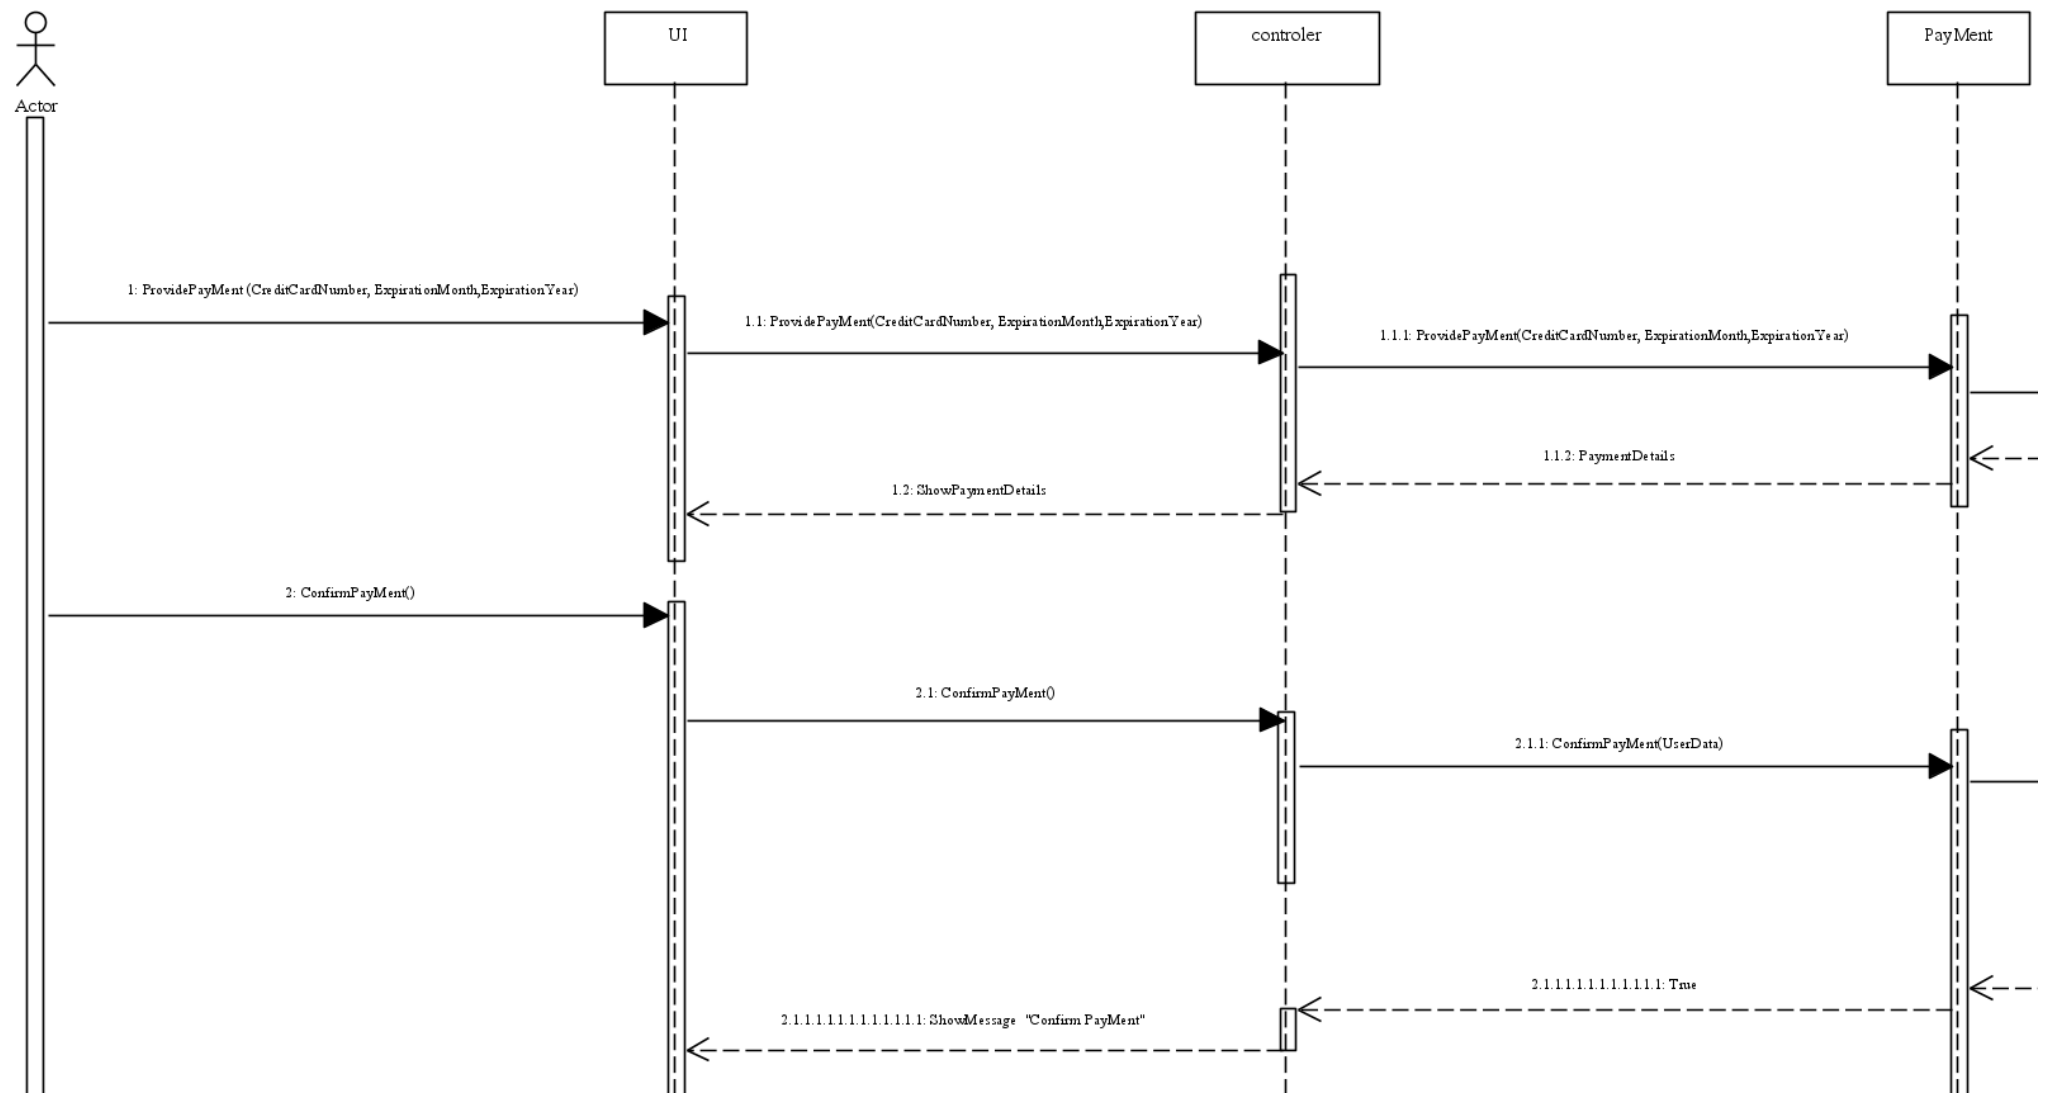 UI
controler
PayMent
Actor
1: ProvidePayMent (CreditCardNumber, ExpirationMonth,ExpirationYear)
1.1: ProvidePayMent(CreditCardNumber, ExpirationMonth,ExpirationYear)
1.1.1: ProvidePayMent(CreditCardNumber, ExpirationMonth,ExpirationYear)
1.1.2: PaymentDetails
1.2: ShowPaymentDetails
2: ConfirmPayMent()
2.1: ConfirmPayMent()
2.1.1: ConfirmPayMent(UserData)
2.1.1.1.1.1.1.1.1.1.1.1.1: True
2.1.1.1.1.1.1.1.1.1.1.1.1.1: ShowMessage "Confirm PayMent"